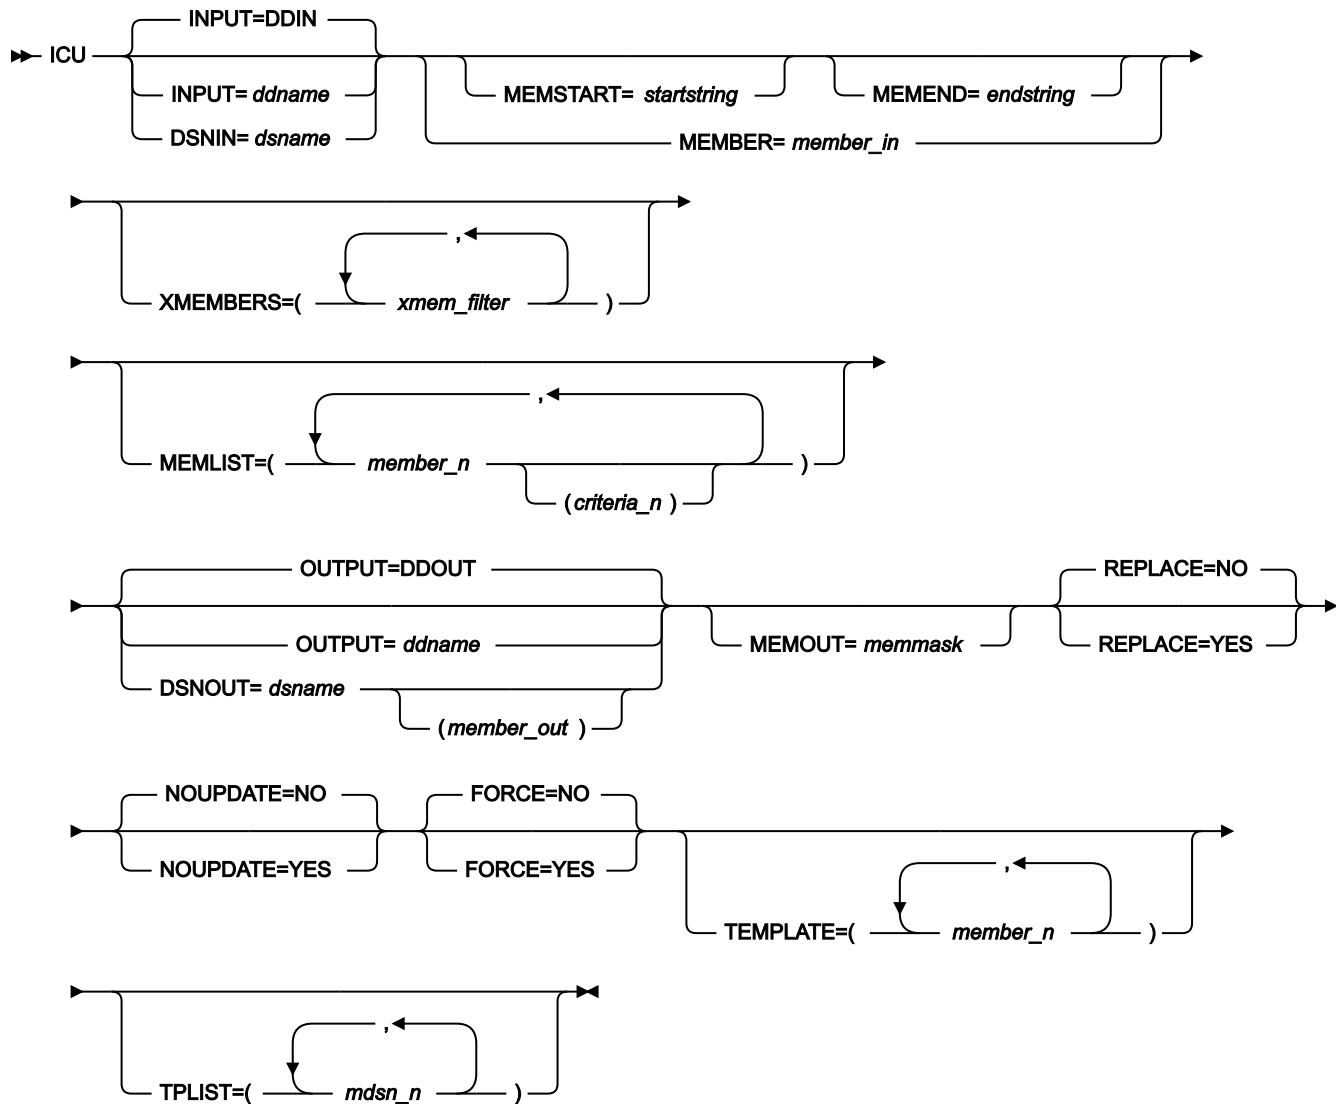 INPUT=DDIN
ICU
INPUT= ddname
DSNIN= dsname
MEMSTART= startstring
MEMEND= endstring
MEMBER= member_in
,
XMEMBERS=( xmem_filter )
,
MEMLIST=( member_n )
(criteria_n )
OUTPUT=DDOUT
OUTPUT= ddname
DSNOUT= dsname
(member_out )
MEMOUT= memmask
REPLACE=NO
REPLACE=YES
NOUPDATE=NO
NOUPDATE=YES
FORCE=NO
FORCE=YES
,
TEMPLATE=( member_n )
,
TPLIST=( mdsn_n )